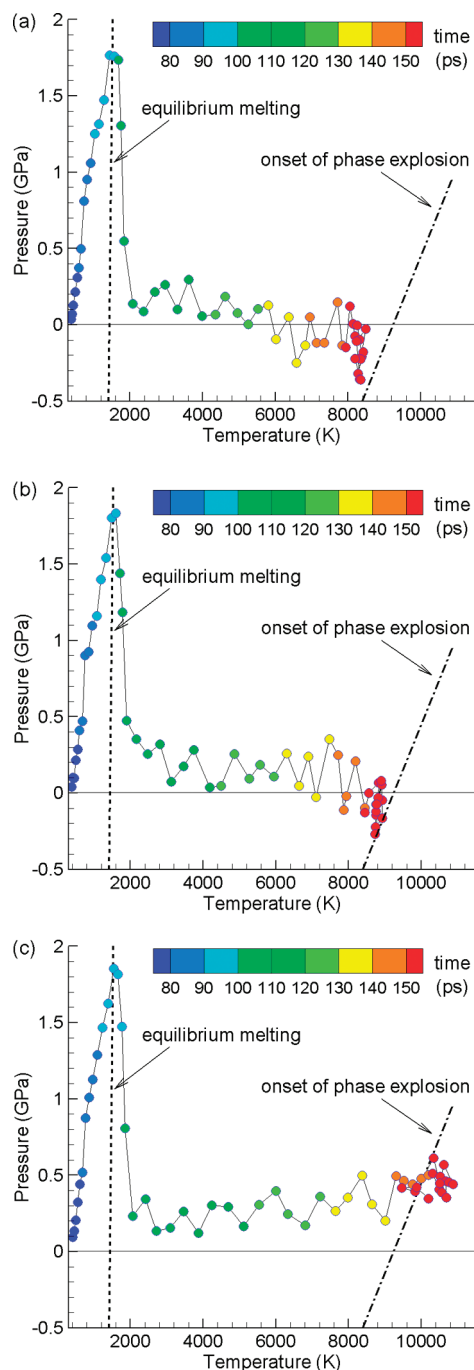 (a)
time
(ps)
80 90 100 110 120 130 140 150
equilibrium melting
onset of phase explosion
Pressure (GPa)
2
1.5
1
0.5
0
-0.5
2000 4000 6000 8000 10000
Temperature (K)
(b)
time
(ps)
80 90 100 110 120 130 140 150
equilibrium melting
onset of phase explosion
Pressure (GPa)
2
1.5
1
0.5
0
-0.5
2000 4000 6000 8000 10000
Temperature (K)
(c)
time
(ps)
80 90 100 110 120 130 140 150
equilibrium melting
onset of phase explosion
Pressure (GPa)
2
1.5
1
0.5
0
-0.5
2000 4000 6000 8000 10000
Temperature (K)